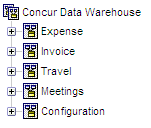 Concur Data Warehouse
Expense
Invoice
Travel
Meetings
Configuration